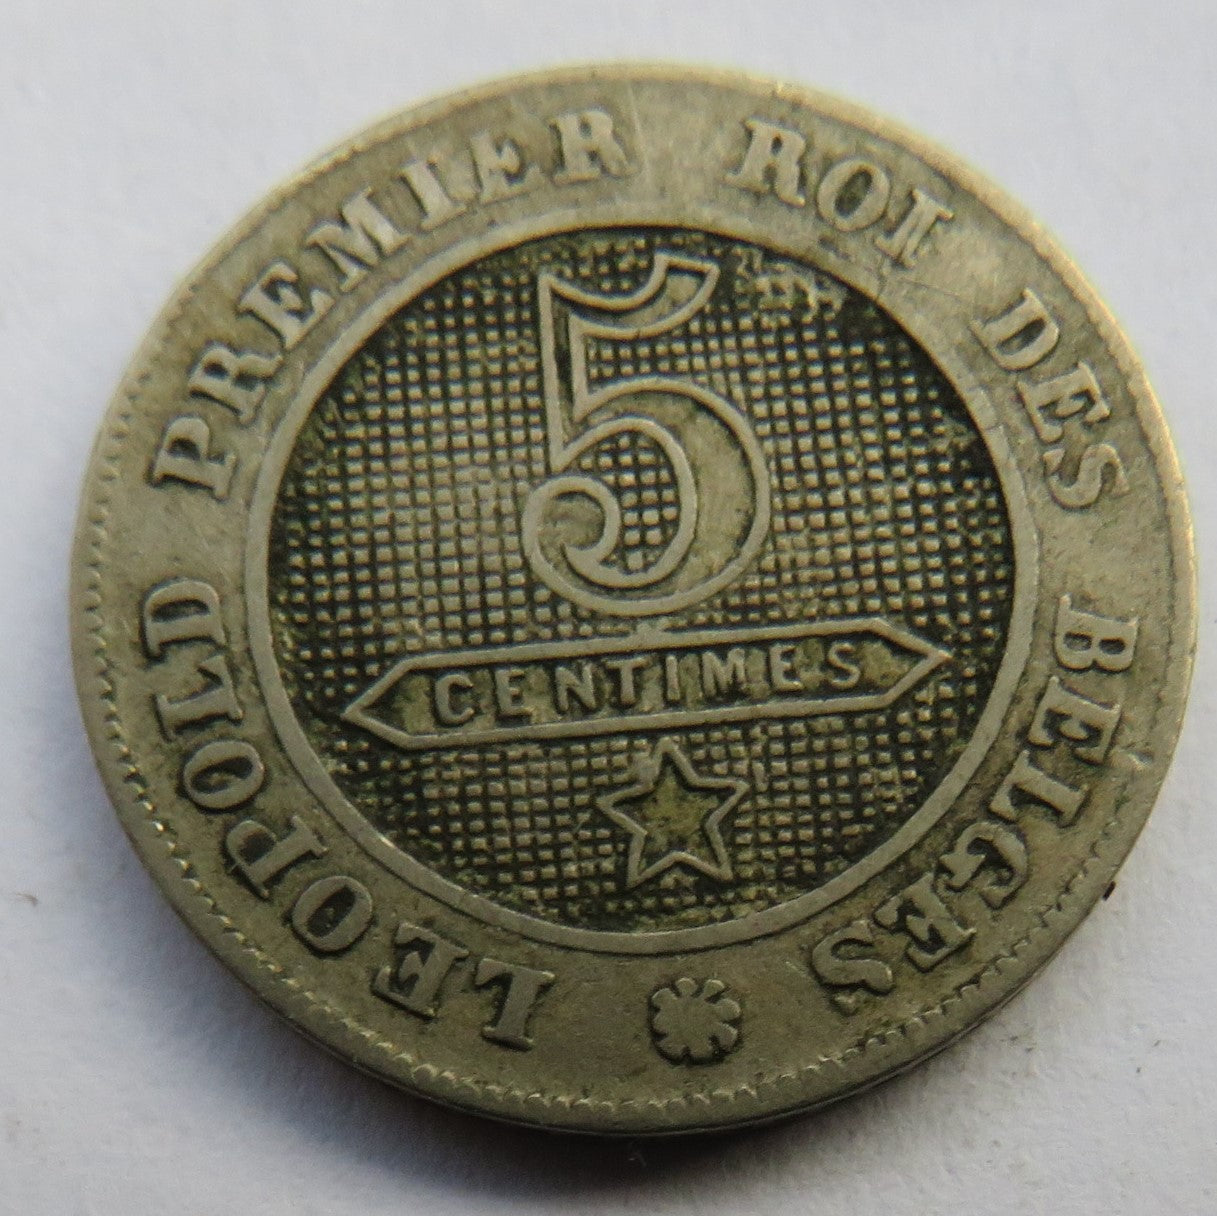 LEOPOLD PREMIER ROI DES BELGES
5
CENTIMES